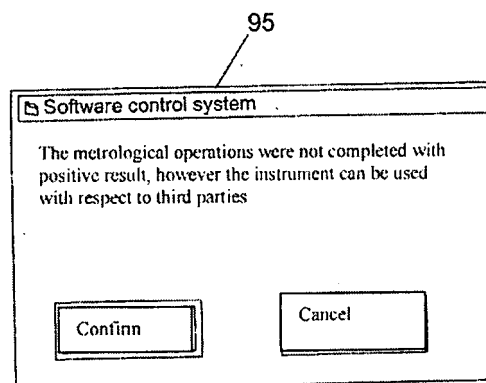 95
Software control system
The metrological operations were not completed with
positive result, however the instrument can be used
with respect to third parties
Confirm
Cancel